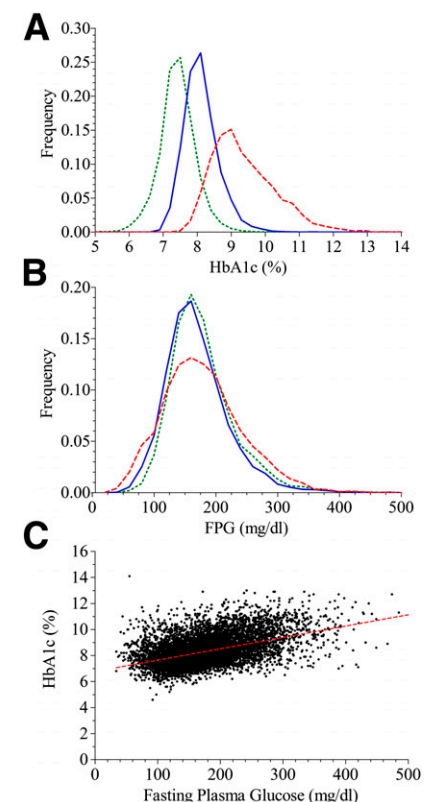 A
0.30
0.25
0.20
0.15
0.10
0.05
0.00
Frequency
5 6 7 8 9 10 11 12 13 14
HbA1c (%)
B
0.20
0.15
0.10
0.05
0.00
Frequency
0 100 200 300 400 500
FPG (mg/dl)
C
16
14
12
10
8
6
4
2
0
HbA1c (%)
0 100 200 300 400 500
Fasting Plasma Glucose (mg/dl)